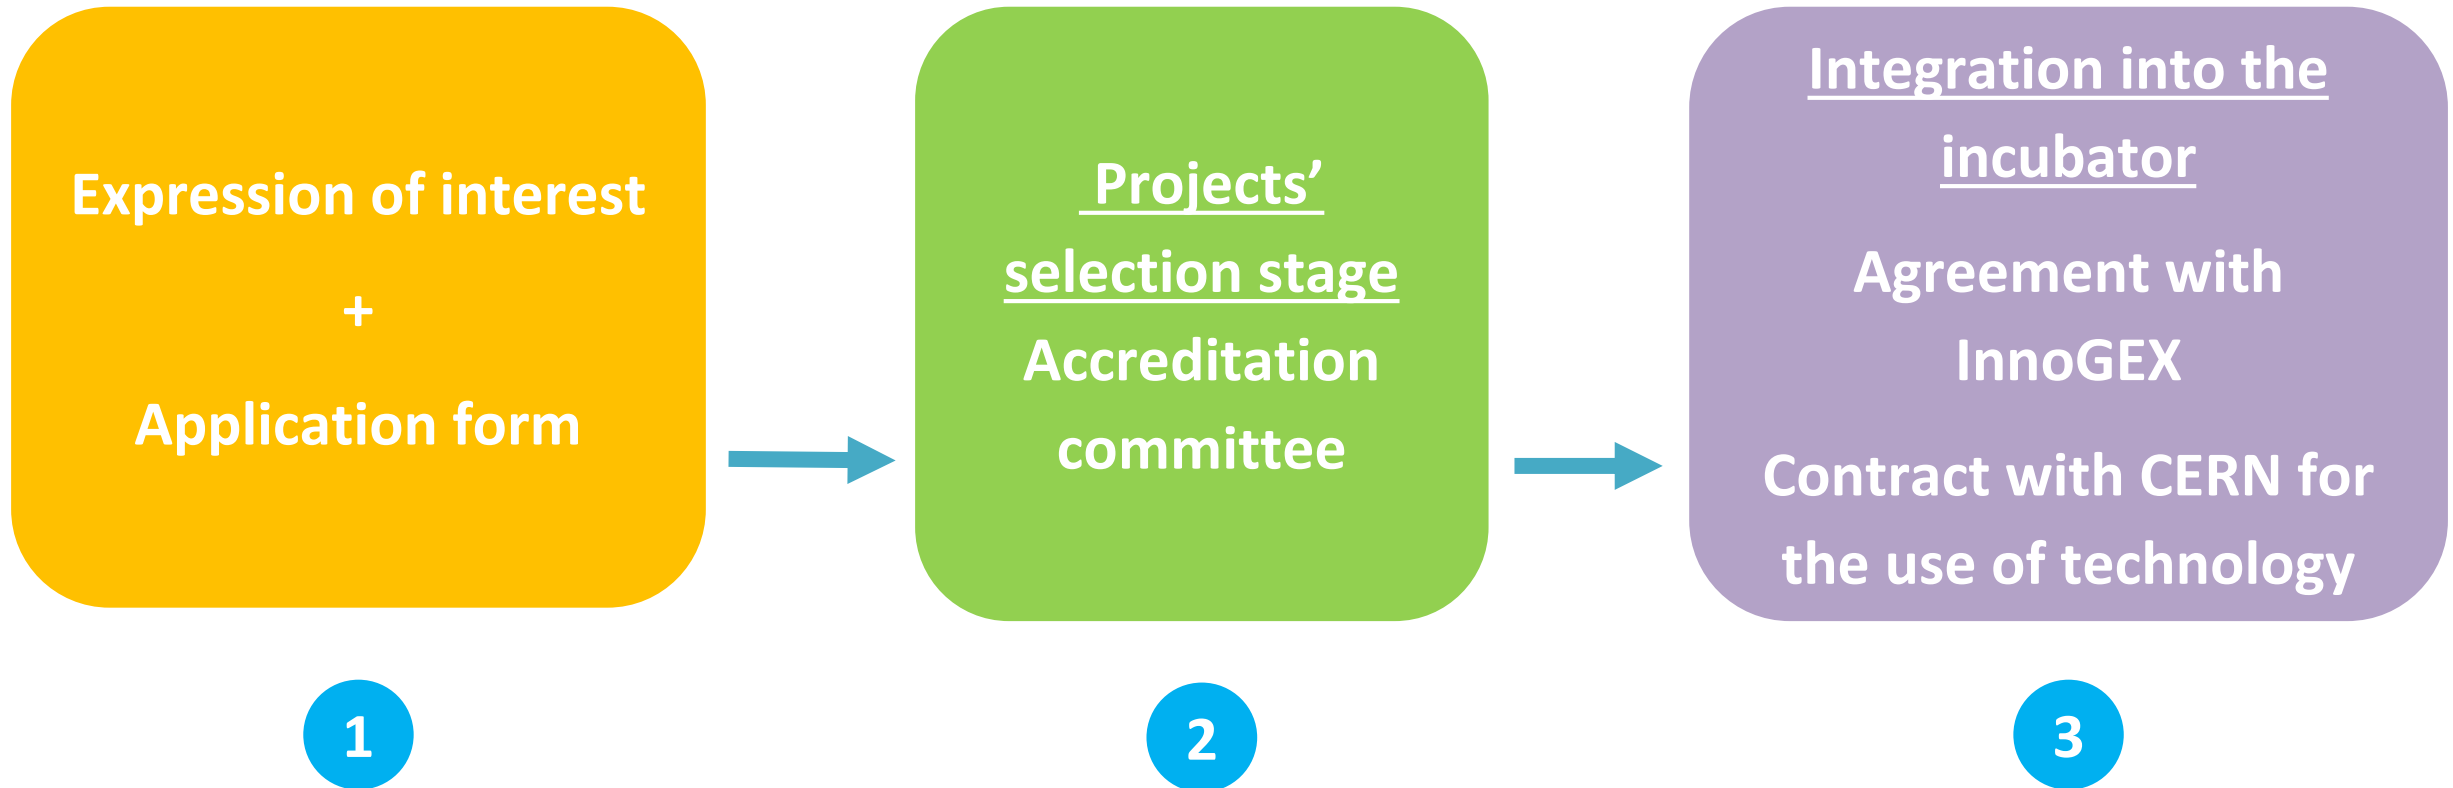 Expression of interest
+
Application form
Projects’
selection stage
Accreditation
committee
Integration into the
incubator
Agreement with
InnoGEX
Contract with CERN for
the use of technology
1
2
3